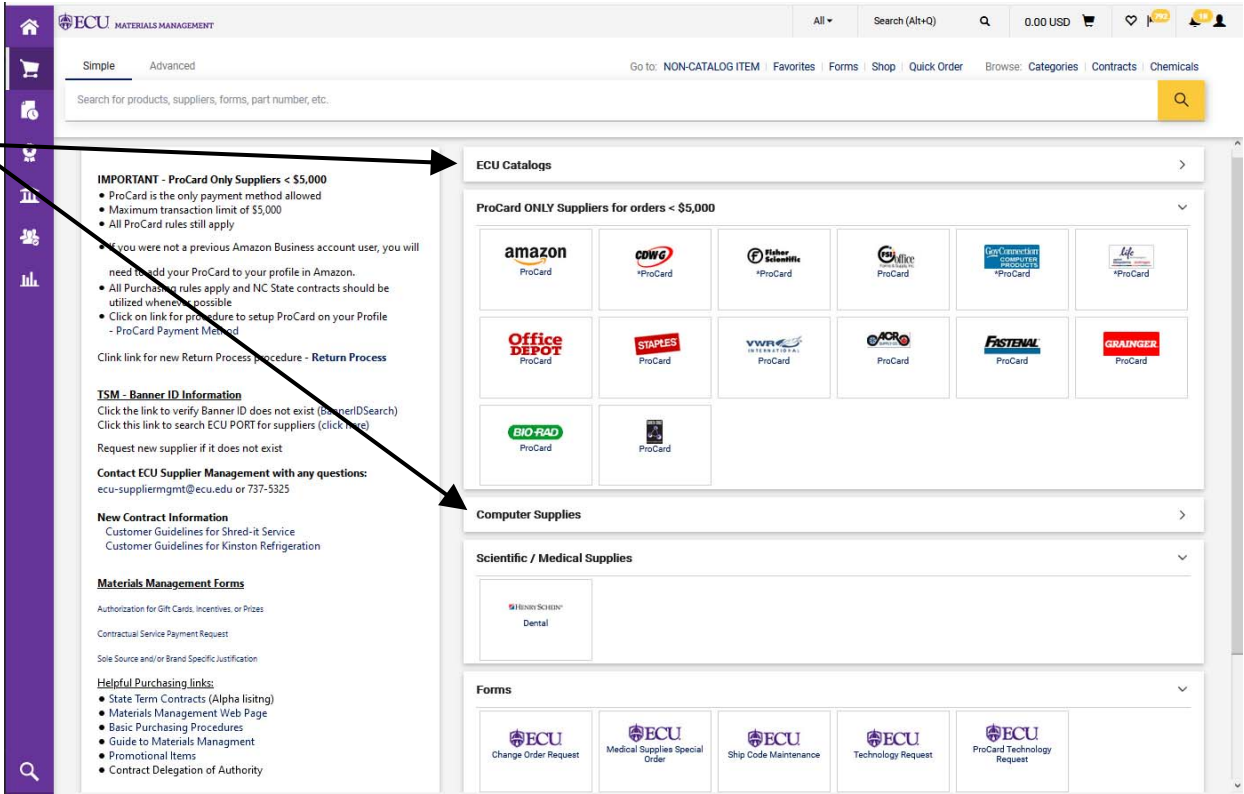 ECU MATERIALS MANAGEMENT
All
Search (Alt+Q)
0.00 USD
Simple Advanced
Go to: NON-CATALOG ITEM | Favorites | Forms | Shop | Quick Order Browse: Categories | Contracts | Chemicals
Search for products, suppliers, forms, part number, etc.
IMPORTANT - ProCard Only Suppliers < $5,000
• ProCard is the only payment method allowed
• Maximum transaction limit of $5,000
• All ProCard rules still apply
• If you were not a previous Amazon Business account user, you will
need to add your ProCard to your profile in Amazon.
• All Purchasing rules apply and NC State contracts should be
utilized whenever possible
• Click on link for procedure to setup ProCard on your Profile
- ProCard Payment Method
Clink link for new Return Process procedure - Return Process
TSM - Banner ID Information
Click the link to verify Banner ID does not exist (BannerIDSearch)
Click this link to search ECU PORT for suppliers (click here)
Request new supplier if it does not exist
Contact ECU Supplier Management with any questions:
ecu-suppliermgmt@ecu.edu or 737-5325
New Contract Information
Customer Guidelines for Shred-it Service
Customer Guidelines for Kinston Refrigeration
Materials Management Forms
Authorization for Gift Cards, Incentives, or Prizes
Contractual Service Payment Request
Sole Source and/or Brand Specific Justification
Helpful Purchasing links:
• State Term Contracts (Alpha lisitng)
• Materials Management Web Page
• Basic Purchasing Procedures
• Guide to Materials Managment
• Promotional Items
• Contract Delegation of Authority
ECU Catalogs
ProCard ONLY Suppliers for orders < $5,000
amazon
ProCard
CDWG
*ProCard
Fisher
Scientific
*ProCard
FSIoffice
ProCard
GovConnection
COMPUTER
PRODUCTS
*ProCard
Life
*ProCard
Office
DEPOT
ProCard
STAPLES
ProCard
VWR
INTERNATIONAL
ProCard
ACR
ProCard
FASTENAL
ProCard
GRAINGER
ProCard
BIO-RAD
ProCard
ProCard
Computer Supplies
Scientific / Medical Supplies
HENRY SCHEIN
Dental
Forms
ECU
Change Order Request
ECU
Medical Supplies Special
Order
ECU
Ship Code Maintenance
ECU
Technology Request
ECU
ProCard Technology
Request